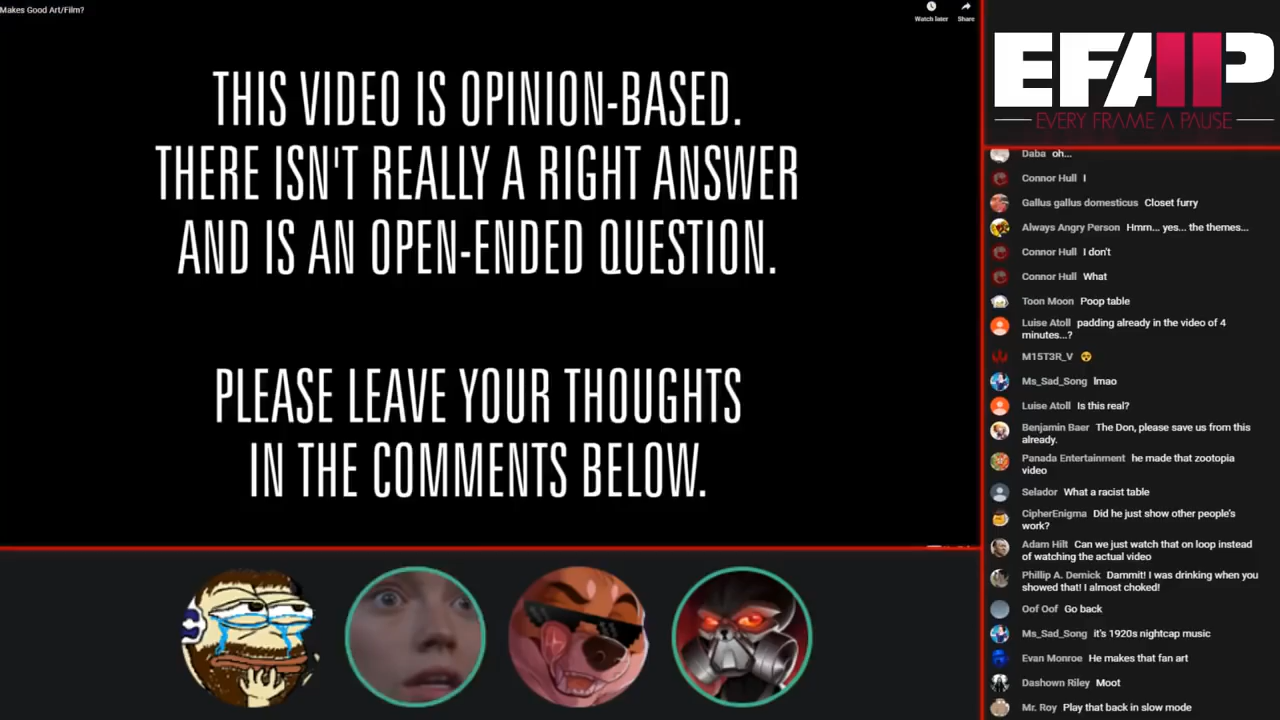 Makes Good Art/Film?
Watch later
Share
THIS VIDEO IS OPINION-BASED.
THERE ISN'T REALLY A RIGHT ANSWER
AND IS AN OPEN-ENDED QUESTION.
PLEASE LEAVE YOUR THOUGHTS
IN THE COMMENTS BELOW.
EFAP
EVERY FRAME A PAUSE
Daba oh...
Connor Hull I
Gallus gallus domesticus Closet furry
Always Angry Person Hmm... yes... the themes...
Connor Hull I don't
Connor Hull What
Toon Moon Poop table
Luise Atoll padding already in the video of 4
minutes...?
M15T3R_V 😲
Ms_Sad_Song lmao
Luise Atoll Is this real?
Benjamin Baer The Don, please save us from this
already.
Panada Entertainment he made that zootopia
video
Selador What a racist table
CipherEnigma Did he just show other people's
work?
Adam Hilt Can we just watch that on loop instead
of watching the actual video
Phillip A. Demick Dammit! I was drinking when you
showed that! I almost choked!
Oof Oof Go back
Ms_Sad_Song it's 1920s nightcap music
Evan Monroe He makes that fan art
Dashown Riley Moot
Mr. Roy Play that back in slow mode